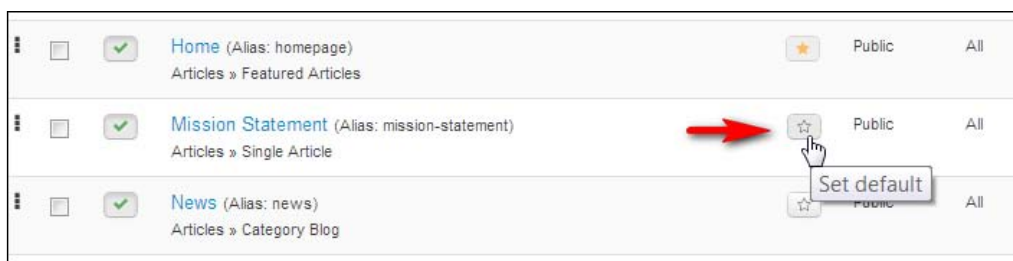 Home (Alias: homepage) Public All
Articles » Featured Articles
Mission Statement (Alias: mission-statement) Public All
Articles » Single Article
Set default
News (Alias: news) Public All
Articles » Category Blog